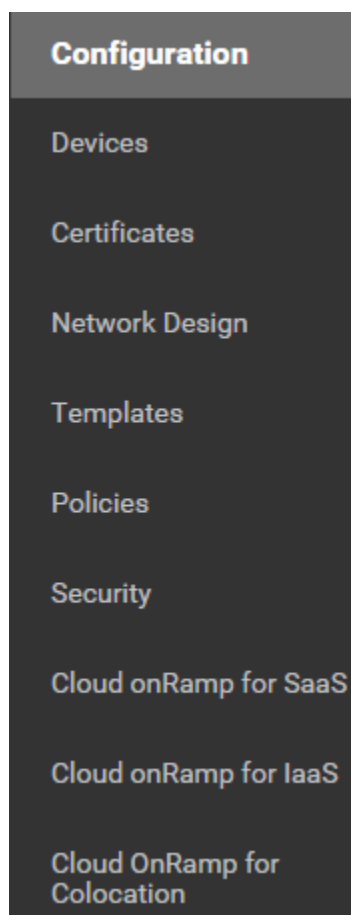 Configuration
Devices
Certificates
Network Design
Templates
Policies
Security
Cloud onRamp for SaaS
Cloud onRamp for IaaS
Cloud OnRamp for
Colocation